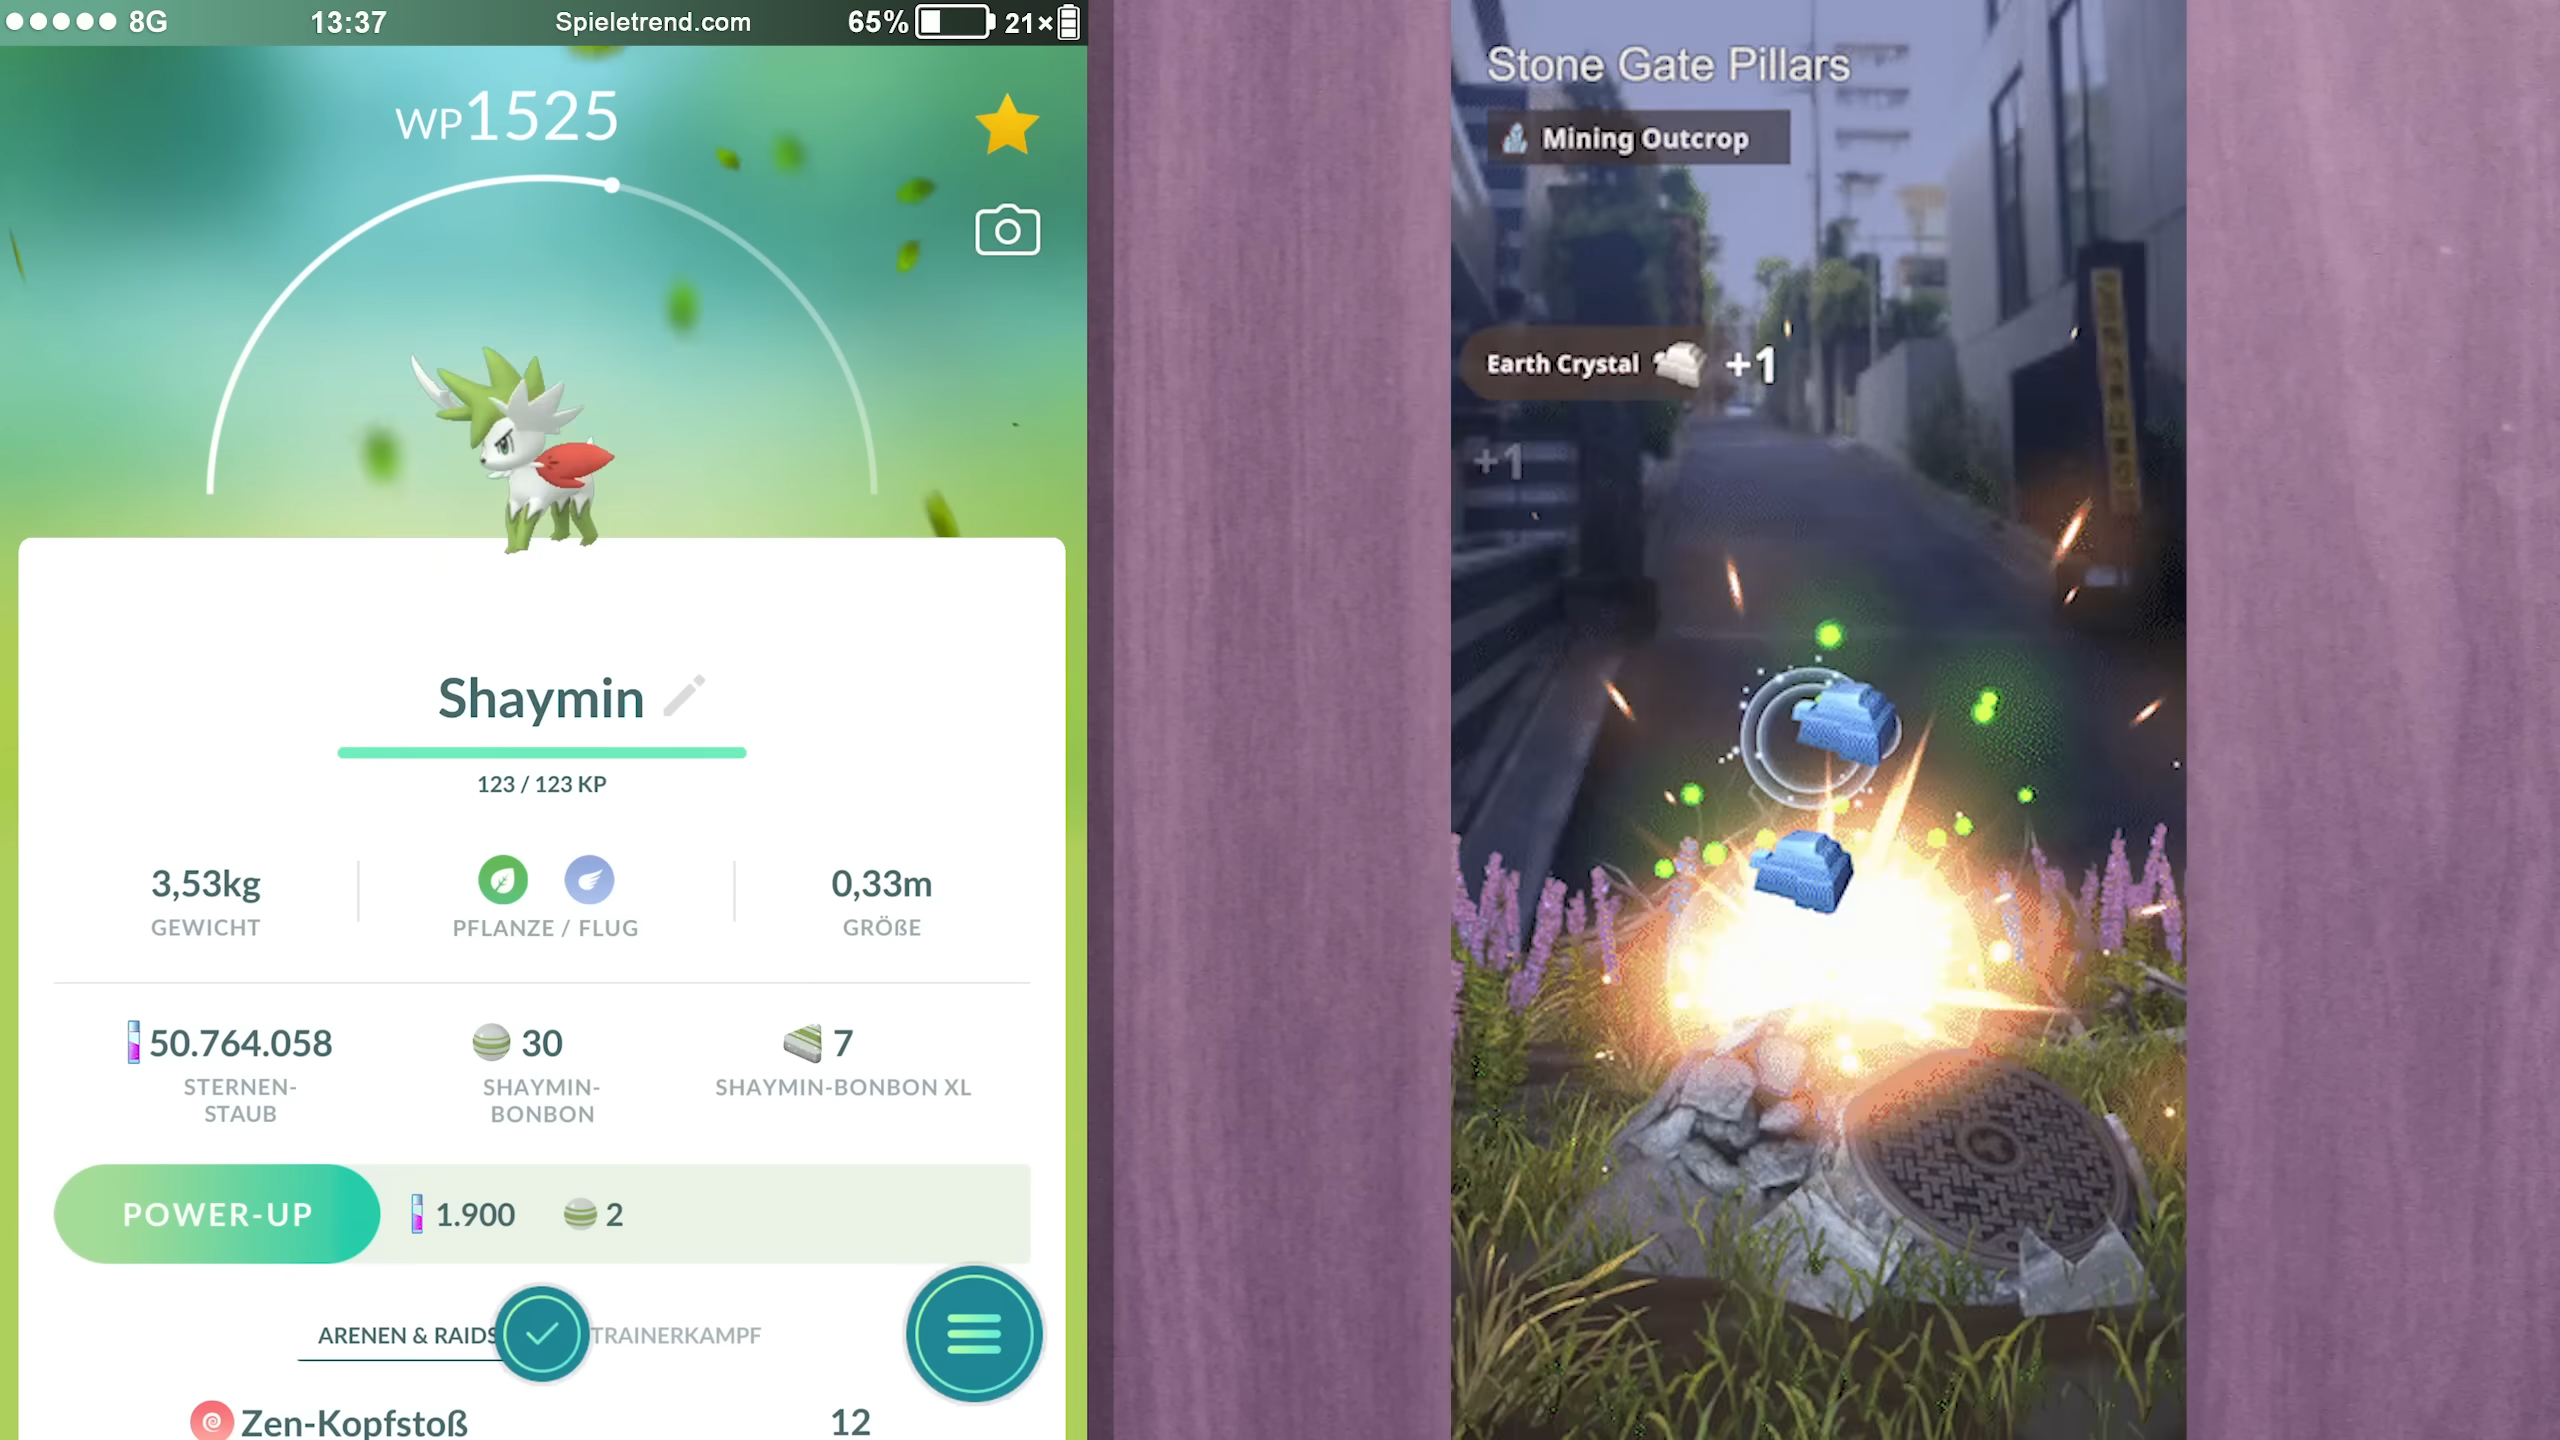 8G
13:37
Spieletrend.com
65%
21×
WP1525
Shaymin
123 / 123 KP
3,53kg
GEWICHT
PFLANZE / FLUG
0,33m
GRÖßE
50.764.058
STERNEN-
STAUB
30
SHAYMIN-
BONBON
7
SHAYMIN-BONBON XL
POWER-UP
1.900
2
ARENEN & RAIDS
TRAINERKAMPF
Zen-Kopfstoß
12
Stone Gate Pillars
Mining Outcrop
Earth Crystal +1
+1